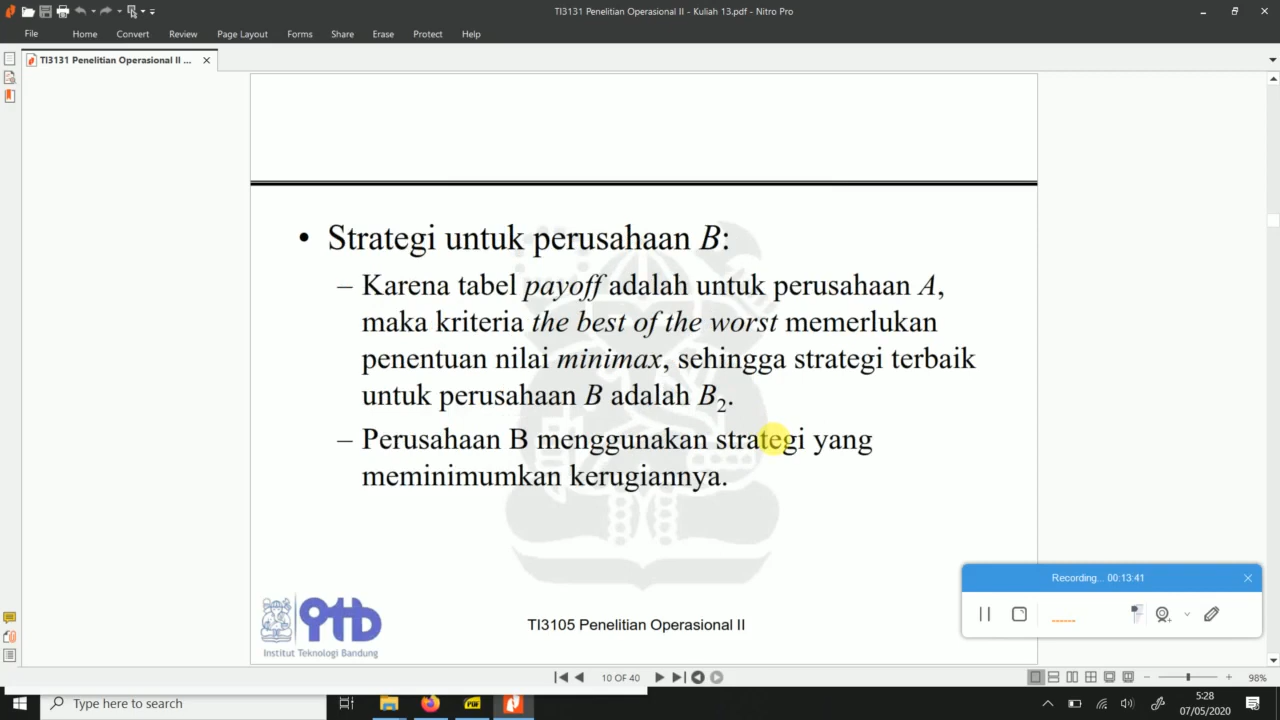 TI3131 Penelitian Operasional II - Kuliah 13.pdf - Nitro Pro
File Home Convert Review Page Layout Forms Share Erase Protect Help
TI3131 Penelitian Operasional II ...
• Strategi untuk perusahaan B:
– Karena tabel payoff adalah untuk perusahaan A,
maka kriteria the best of the worst memerlukan
penentuan nilai minimax, sehingga strategi terbaik
untuk perusahaan B adalah B2.
– Perusahaan B menggunakan strategi yang
meminimumkan kerugiannya.
Recording... 00:13:41
Institut Teknologi Bandung
TI3105 Penelitian Operasional II
10 OF 40
98%
Type here to search
PDF
5:28
07/05/2020